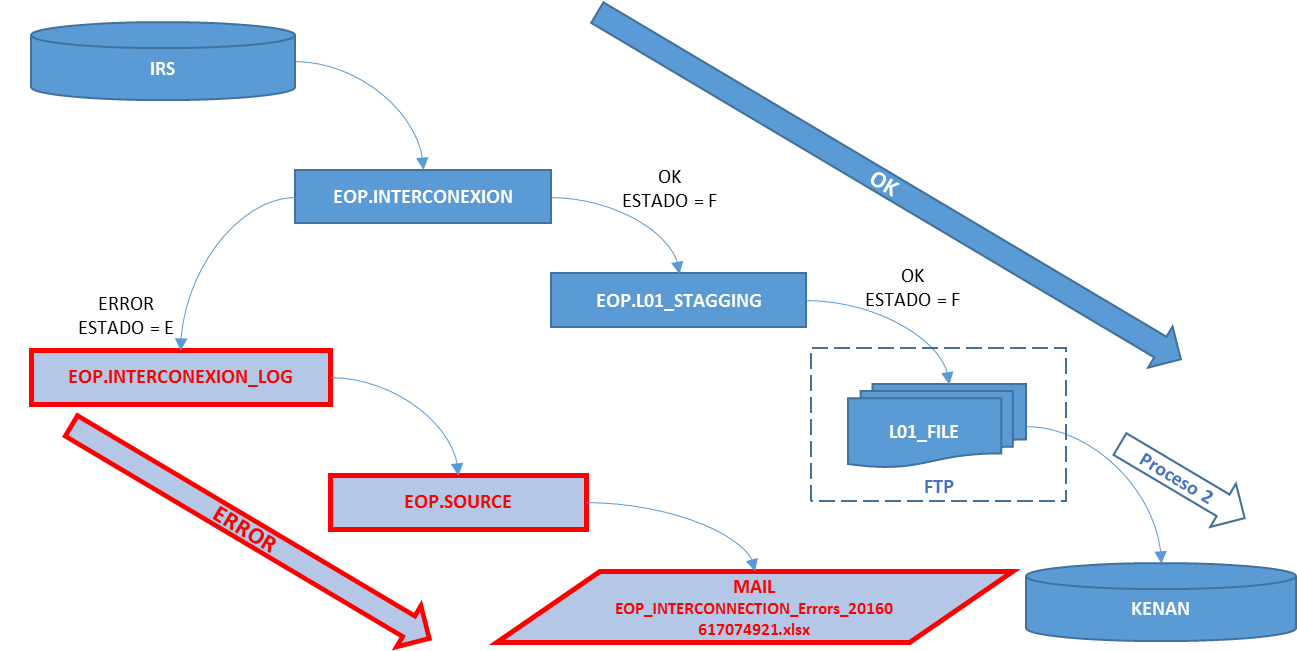 IRS
OK
EOP.INTERCONEXION
OK
ESTADO = F
EOP.L01_STAGGING
OK
ESTADO = F
ERROR
ESTADO = E
EOP.INTERCONEXION_LOG
L01_FILE
FTP
Proceso 2
EOP.SOURCE
ERROR
MAIL
EOP_INTERCONNECTION_Errors_20160
617074921.xlsx
KENAN